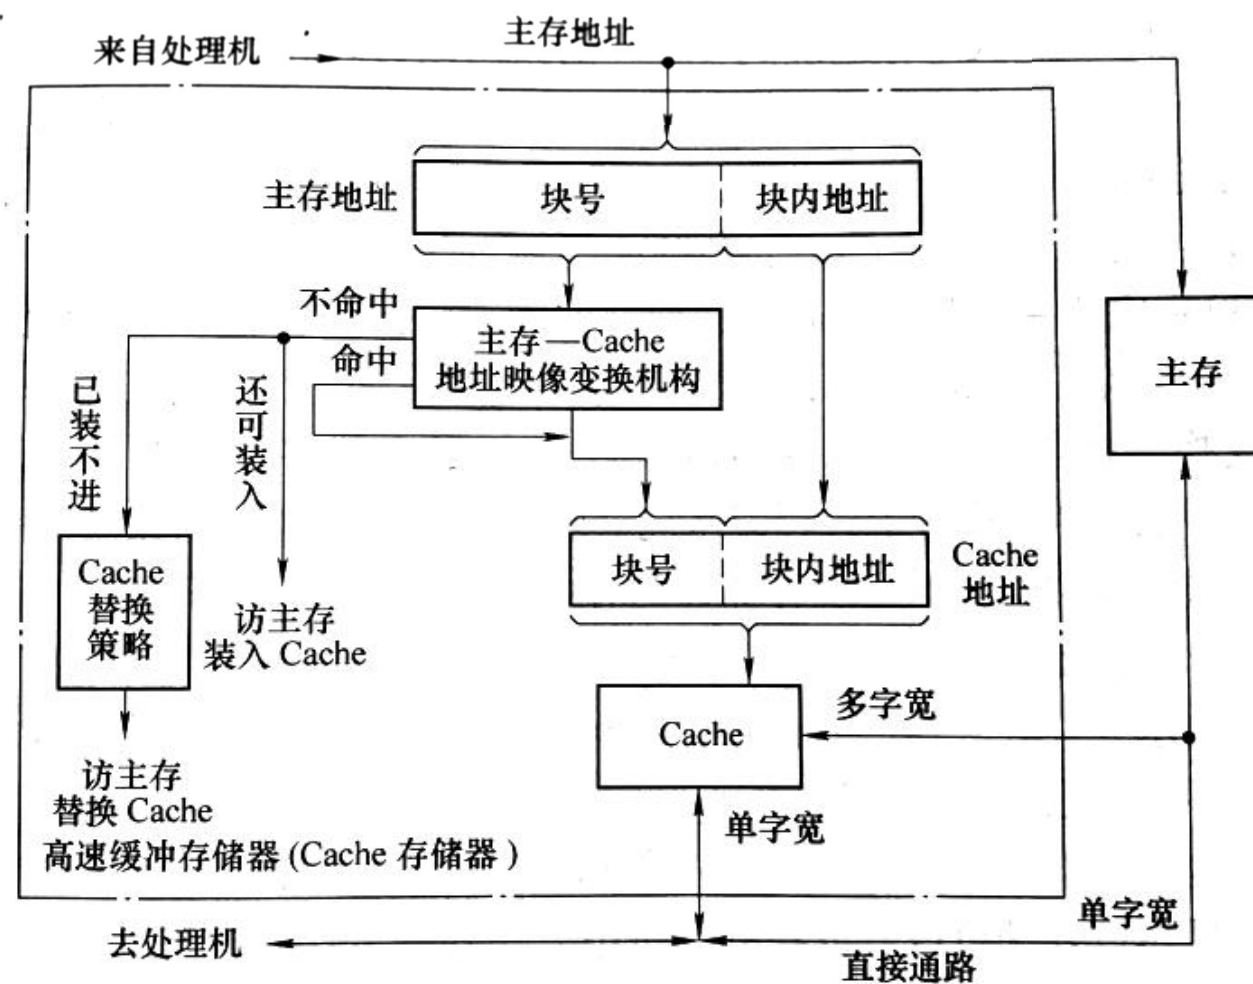 主存地址
来自处理机
主存地址
块号
块内地址
不命中
命中
主存—Cache
地址映像变换机构
主存
已装不进
还可装入
Cache
替换
策略
访主存
装入 Cache
块号
块内地址
Cache
地址
Cache
多字宽
访主存
替换 Cache
单字宽
高速缓冲存储器 (Cache 存储器)
单字宽
去处理机
直接通路